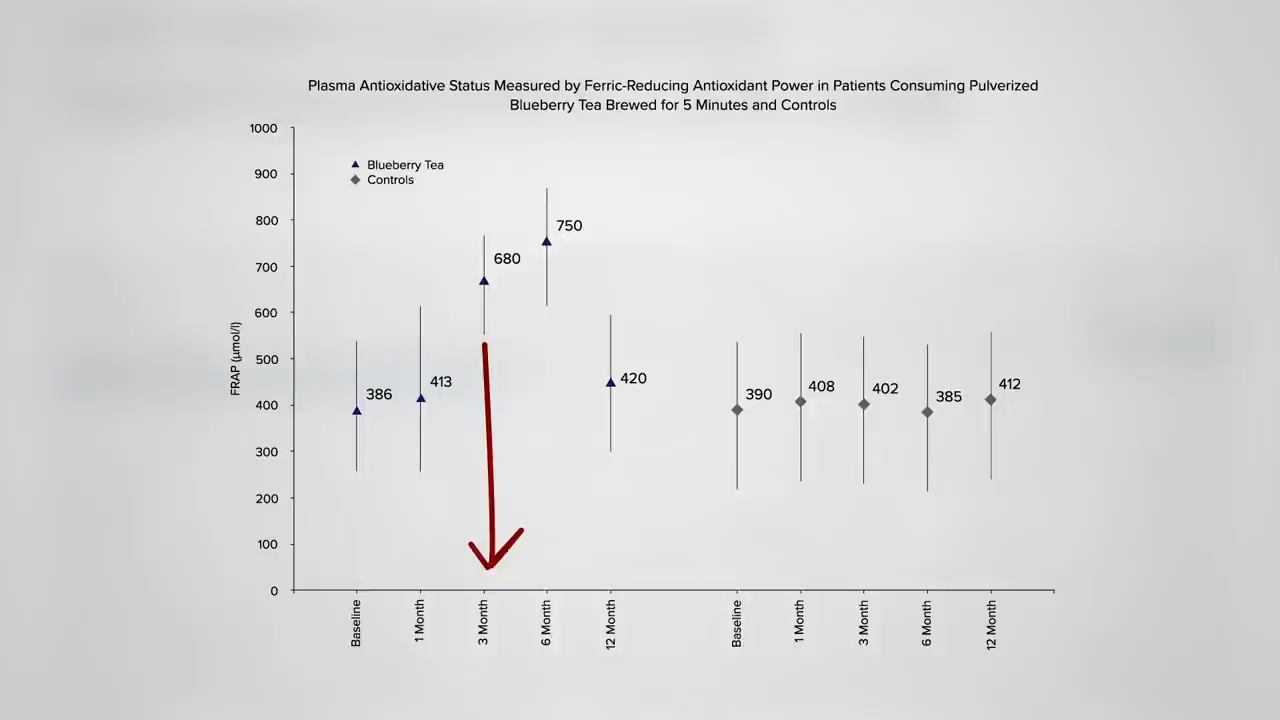 Plasma Antioxidative Status Measured by Ferric-Reducing Antioxidant Power in Patients Consuming Pulverized
Blueberry Tea Brewed for 5 Minutes and Controls
1000
900
800
700
600
500
400
300
200
100
0
FRAP (µmol/l)
Blueberry Tea
Controls
386
413
680
750
420
390
408
402
385
412
Baseline
1 Month
3 Month
6 Month
12 Month
Baseline
1 Month
3 Month
6 Month
12 Month